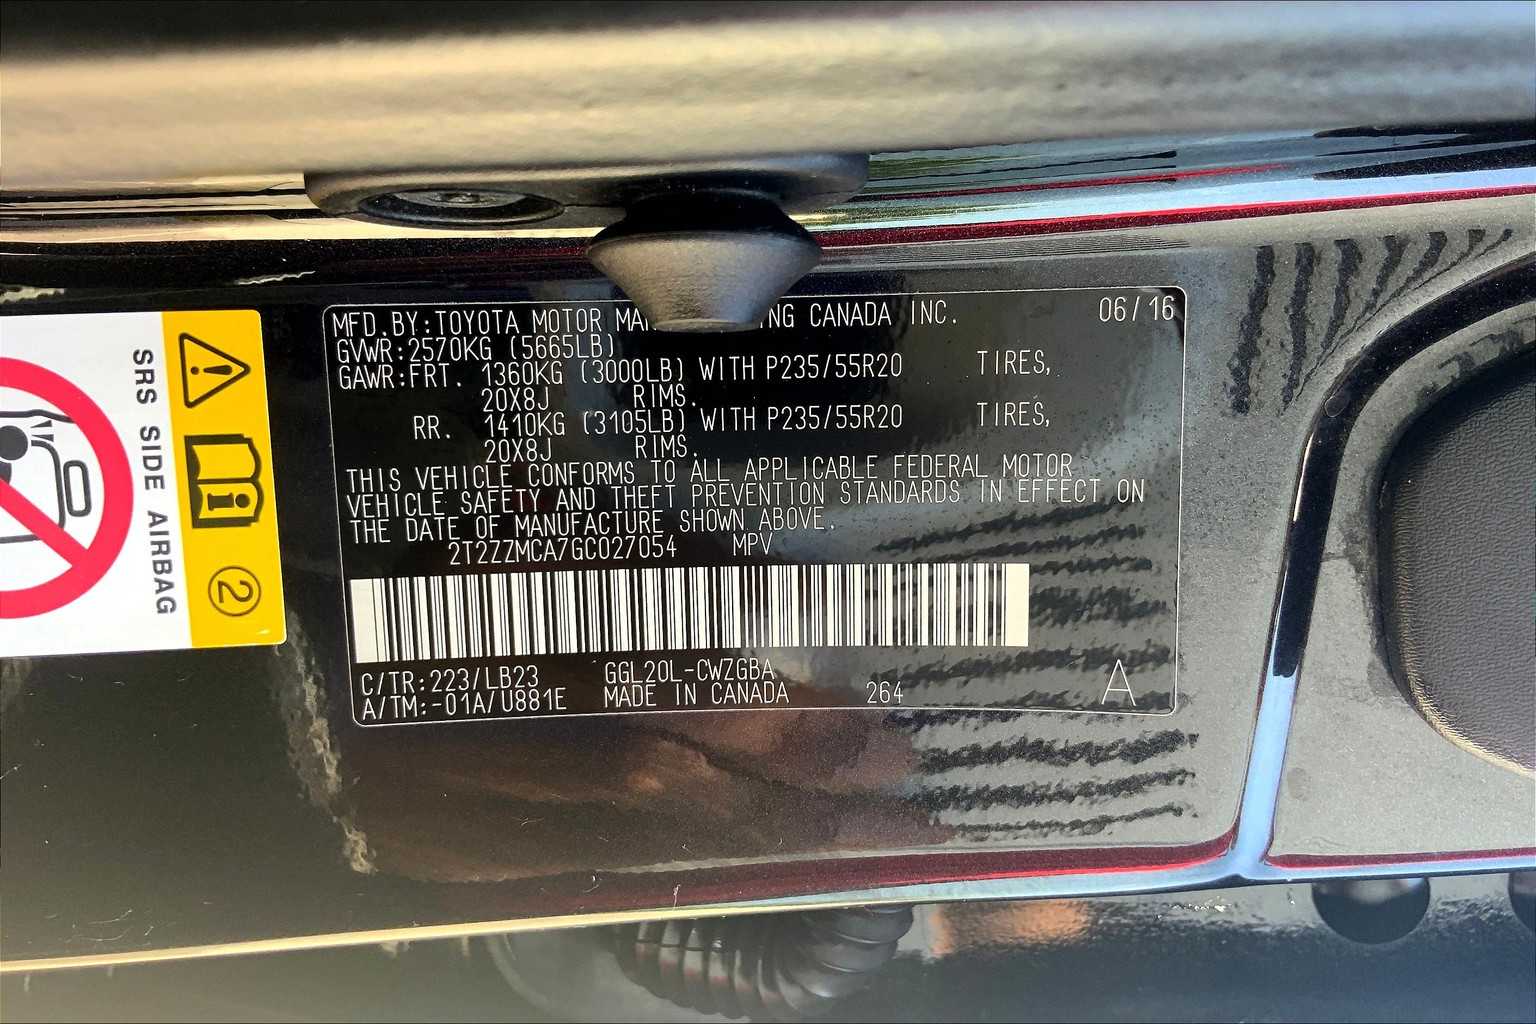 MFD.BY:TOYOTA MOTOR ING CANADA INC. 06/16
GVWR:2570KG (5665LB)
GAWR:FRT. 1360KG (3000LB) WITH P235/55R20 TIRES,
20X8J RIMS.
RR. 1410KG (3105LB) WITH P235/55R20 TIRES,
20X8J RIMS.
THIS VEHICLE CONFORMS TO ALL APPLICABLE FEDERAL MOTOR
VEHICLE SAFETY AND THEFT PREVENTION STANDARDS IN EFFECT ON
THE DATE OF MANUFACTURE SHOWN ABOVE.
2T2ZZMCA7GC027054 MPV
C/TR:223/LB23 GGL20L-CWZGBA
A/TM:-01A/U881E MADE IN CANADA 264 A
SRS SIDE AIRBAG
2